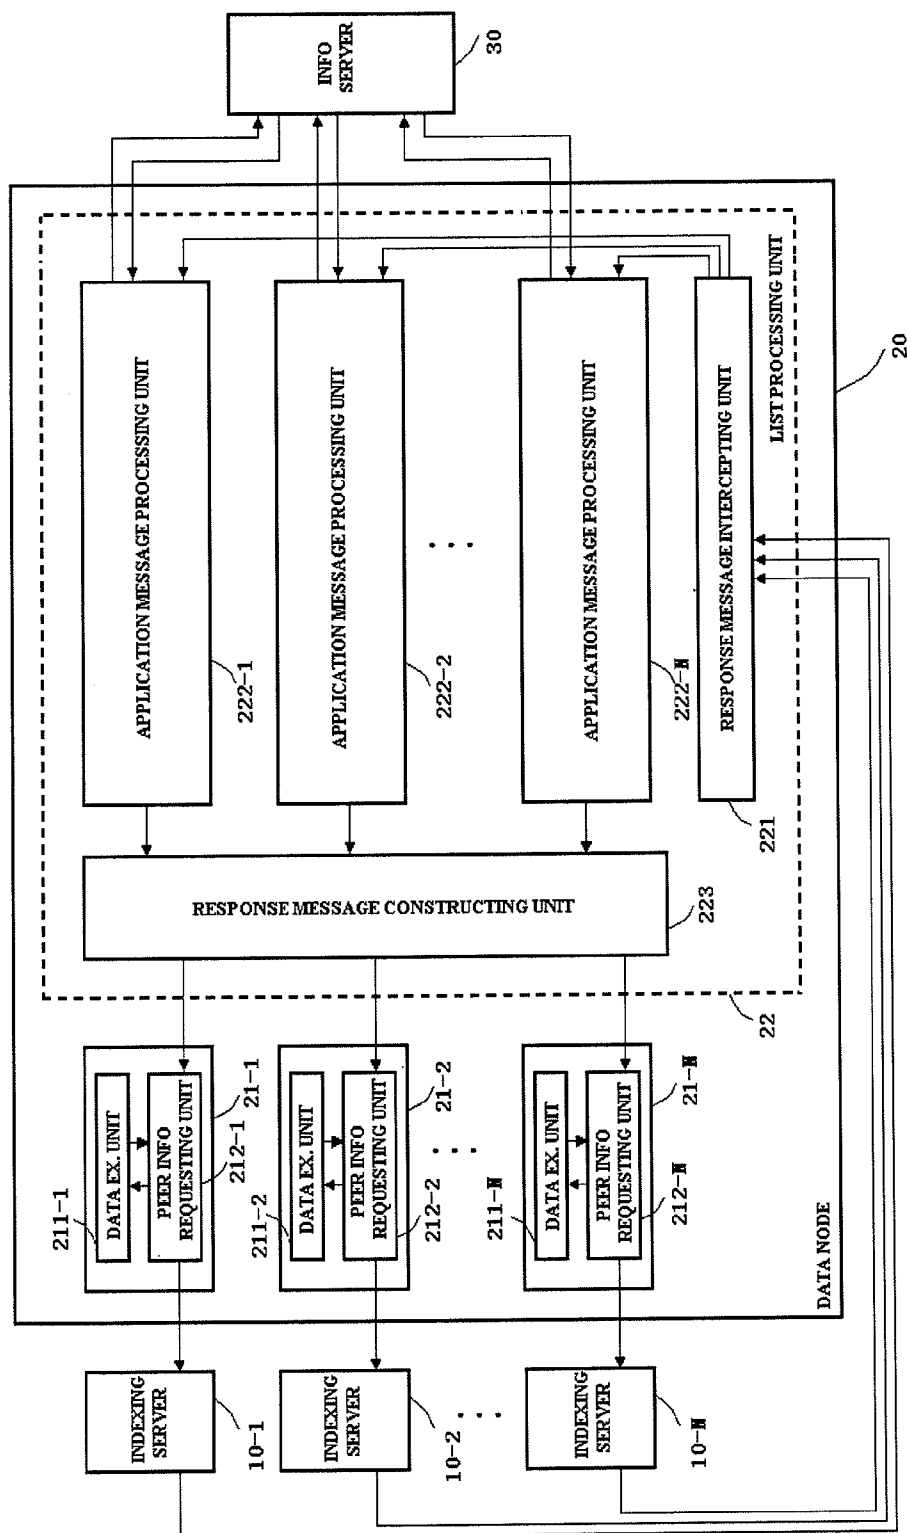 INFO
SERVER
30
LIST PROCESSING UNIT
20
APPLICATION MESSAGE PROCESSING UNIT
222-1
APPLICATION MESSAGE PROCESSING UNIT
222-2
. . .
APPLICATION MESSAGE PROCESSING UNIT
222-N
RESPONSE MESSAGE INTERCEPTING UNIT
221
RESPONSE MESSAGE CONSTRUCTING UNIT
223
22
DATA EX. UNIT
PEER INFO
REQUESTING UNIT
211-1
212-1
21-1
DATA EX. UNIT
PEER INFO
REQUESTING UNIT
211-2
212-2
21-2
. . .
DATA EX. UNIT
PEER INFO
REQUESTING UNIT
211-N
212-N
21-N
DATA NODE
INDEXING
SERVER
10-1
INDEXING
SERVER
10-2
. . .
INDEXING
SERVER
10-N